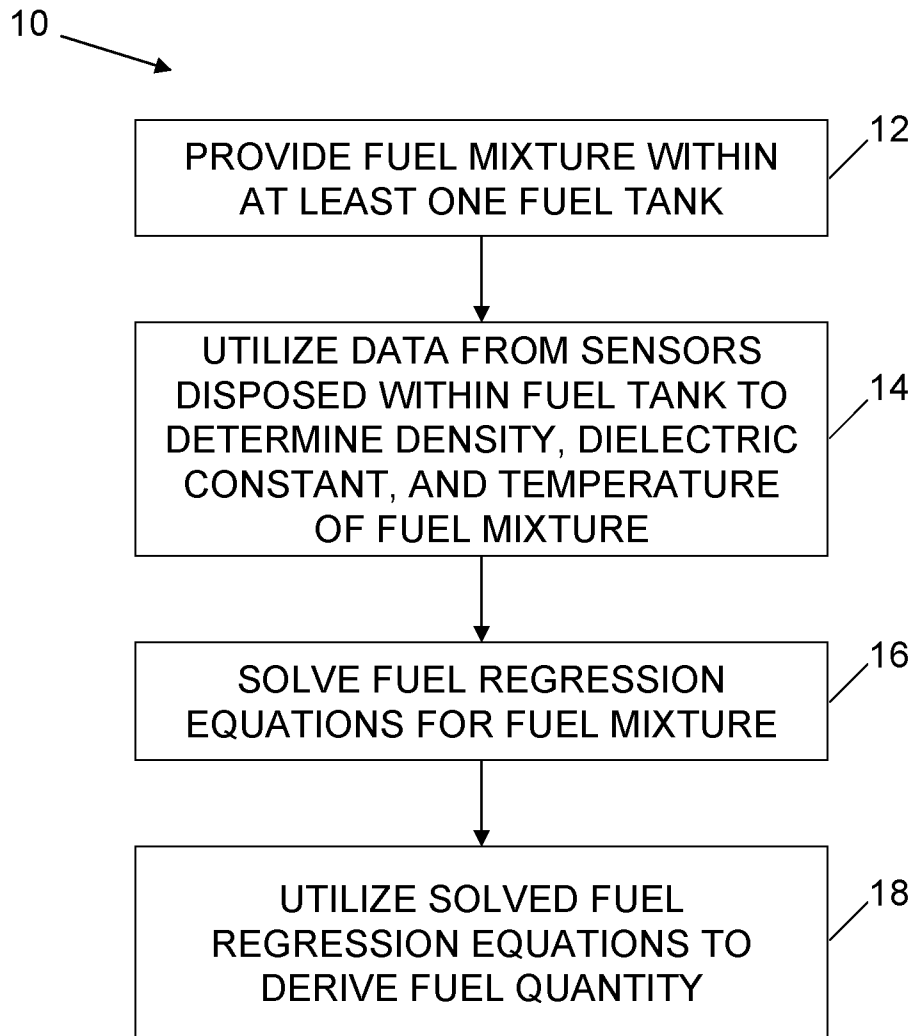 10
12
PROVIDE FUEL MIXTURE WITHIN
AT LEAST ONE FUEL TANK
14
UTILIZE DATA FROM SENSORS
DISPOSED WITHIN FUEL TANK TO
DETERMINE DENSITY, DIELECTRIC
CONSTANT, AND TEMPERATURE
OF FUEL MIXTURE
16
SOLVE FUEL REGRESSION
EQUATIONS FOR FUEL MIXTURE
18
UTILIZE SOLVED FUEL
REGRESSION EQUATIONS TO
DERIVE FUEL QUANTITY